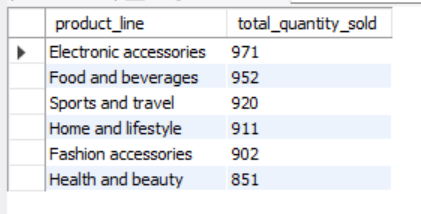 product_line total_quantity_sold
Electronic accessories 971
Food and beverages 952
Sports and travel 920
Home and lifestyle 911
Fashion accessories 902
Health and beauty 851